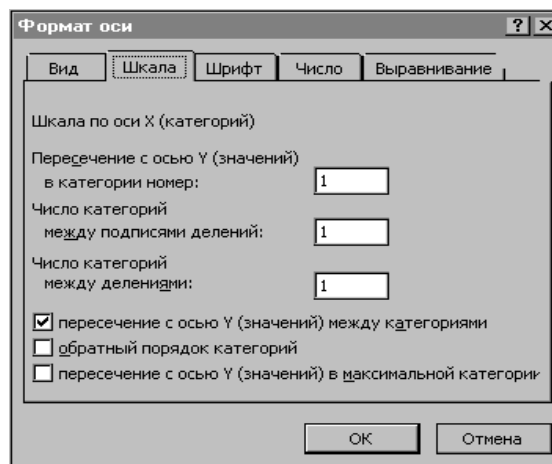 Формат оси
Вид Шкала Шрифт Число Выравнивание
Шкала по оси X (категорий)
Пересечение с осью Y (значений)
в категории номер: 1
Число категорий
между подписями делений: 1
Число категорий
между делениями: 1
пересечение с осью Y (значений) между категориями
обратный порядок категорий
пересечение с осью Y (значений) в максимальной категории
ОК Отмена